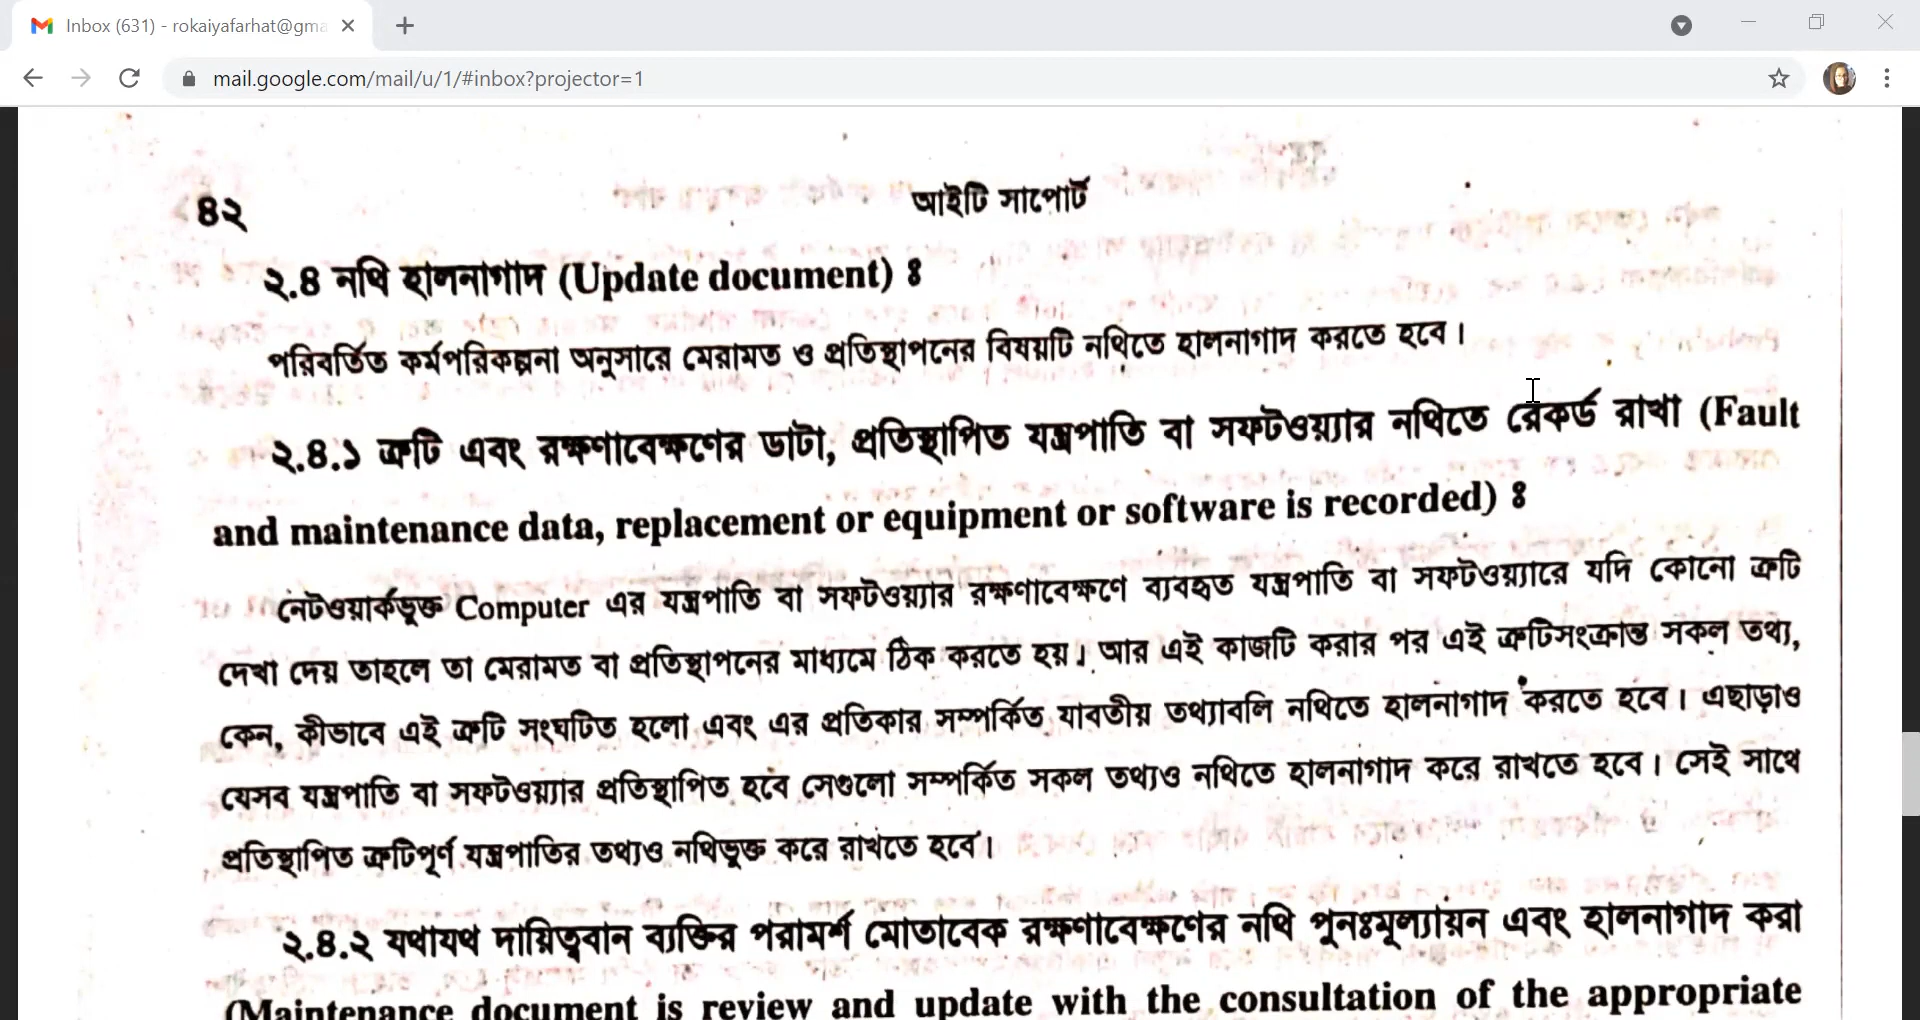 Inbox (631) - rokaiyafarhat@gma
mail.google.com/mail/u/1/#inbox?projector=1
৪২
আইটি সাপোর্ট
২.৪ নথি হালনাগাদ (Update document) ঃ
পরিবর্তিত কর্মপরিকল্পনা অনুসারে মেরামত ও প্রতিস্থাপনের বিষয়টি নথিতে হালনাগাদ করতে হবে।
২.৪.১ ত্রুটি এবং রক্ষণাবেক্ষণের ডাটা, প্রতিস্থাপিত যন্ত্রপাতি বা সফটওয়্যার নথিতে রেকর্ড রাখা (Fault
and maintenance data, replacement or equipment or software is recorded) ঃ
নেটওয়ার্কভুক্ত Computer এর যন্ত্রপাতি বা সফটওয়্যার রক্ষণাবেক্ষণে ব্যবহৃত যন্ত্রপাতি বা সফটওয়্যারে যদি কোনো ত্রুটি
দেখা দেয় তাহলে তা মেরামত বা প্রতিস্থাপনের মাধ্যমে ঠিক করতে হয়। আর এই কাজটি করার পর এই ত্রুটিসংক্রান্ত সকল তথ্য,
কেন, কীভাবে এই ত্রুটি সংঘটিত হলো এবং এর প্রতিকার সম্পর্কিত যাবতীয় তথ্যাবলি নথিতে হালনাগাদ করতে হবে। এছাড়াও
যেসব যন্ত্রপাতি বা সফটওয়্যার প্রতিস্থাপিত হবে সেগুলো সম্পর্কিত সকল তথ্যও নথিতে হালনাগাদ করে রাখতে হবে। সেই সাথে
প্রতিস্থাপিত ত্রুটিপূর্ণ যন্ত্রপাতির তথ্যও নথিভুক্ত করে রাখতে হবে।
২.৪.২ যথাযথ দায়িত্ববান ব্যক্তির পরামর্শ মোতাবেক রক্ষণাবেক্ষণের নথি পুনঃমূল্যায়ন এবং হালনাগাদ করা
(Maintenance document is review and update with the consultation of the appropriate